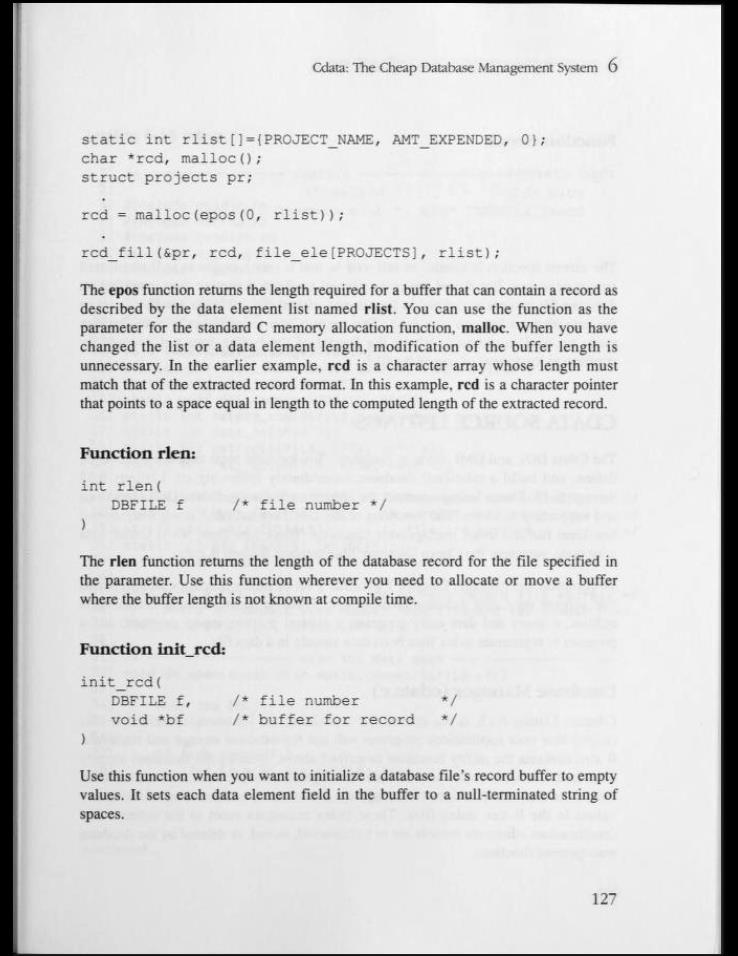 Cdata: The Cheap Database Management System 6
static int rlist[]={PROJECT_NAME, AMT_EXPENDED, 0};
char *rcd, malloc();
struct projects pr;
.
rcd = malloc(epos(0, rlist));
.
rcd_fill(&pr, rcd, file_ele[PROJECTS], rlist);
The epos function returns the length required for a buffer that can contain a record as
described by the data element list named rlist. You can use the function as the
parameter for the standard C memory allocation function, malloc. When you have
changed the list or a data element length, modification of the buffer length is
unnecessary. In the earlier example, rcd is a character array whose length must
match that of the extracted record format. In this example, rcd is a character pointer
that points to a space equal in length to the computed length of the extracted record.
Function rlen:
int rlen(
DBFILE f /* file number */
)
The rlen function returns the length of the database record for the file specified in
the parameter. Use this function wherever you need to allocate or move a buffer
where the buffer length is not known at compile time.
Function init_rcd:
init_rcd(
DBFILE f, /* file number */
void *bf /* buffer for record */
)
Use this function when you want to initialize a database file's record buffer to empty
values. It sets each data element field in the buffer to a null-terminated string of
spaces.
127